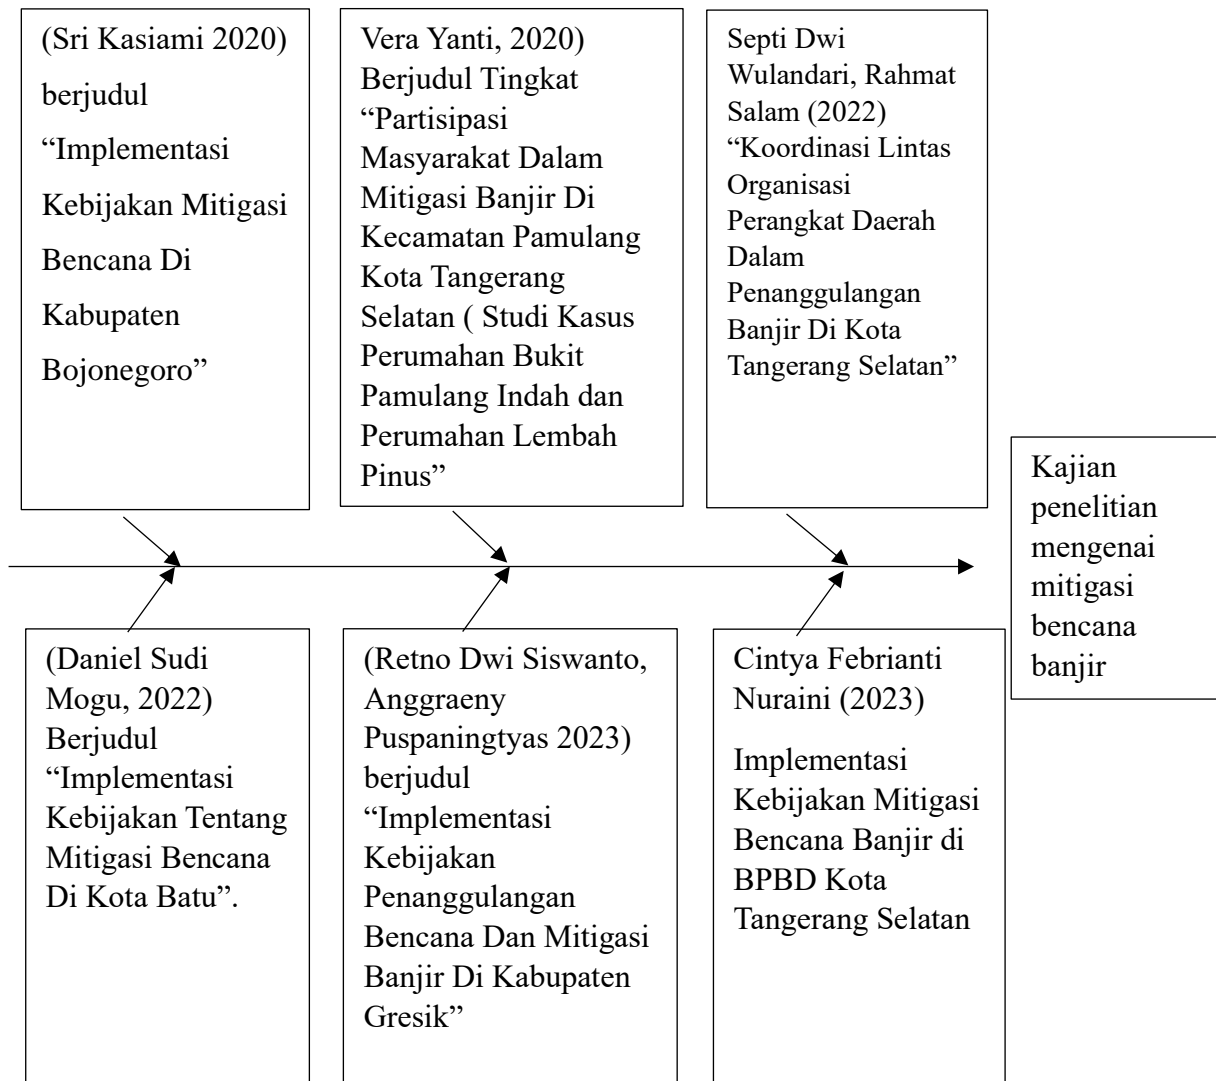 (Sri Kasiami 2020)
berjudul
“Implementasi
Kebijakan Mitigasi
Bencana Di
Kabupaten
Bojonegoro”
Vera Yanti, 2020)
Berjudul Tingkat
“Partisipasi
Masyarakat Dalam
Mitigasi Banjir Di
Kecamatan Pamulang
Kota Tangerang
Selatan ( Studi Kasus
Perumahan Bukit
Pamulang Indah dan
Perumahan Lembah
Pinus”
Septi Dwi
Wulandari, Rahmat
Salam (2022)
“Koordinasi Lintas
Organisasi
Perangkat Daerah
Dalam
Penanggulangan
Banjir Di Kota
Tangerang Selatan”
Kajian
penelitian
mengenai
mitigasi
bencana
banjir
(Daniel Sudi
Mogu, 2022)
Berjudul
“Implementasi
Kebijakan Tentang
Mitigasi Bencana
Di Kota Batu”.
(Retno Dwi Siswanto,
Anggraeny
Puspaningtyas 2023)
berjudul
“Implementasi
Kebijakan
Penanggulangan
Bencana Dan Mitigasi
Banjir Di Kabupaten
Gresik”
Cintya Febrianti
Nuraini (2023)
Implementasi
Kebijakan Mitigasi
Bencana Banjir di
BPBD Kota
Tangerang Selatan